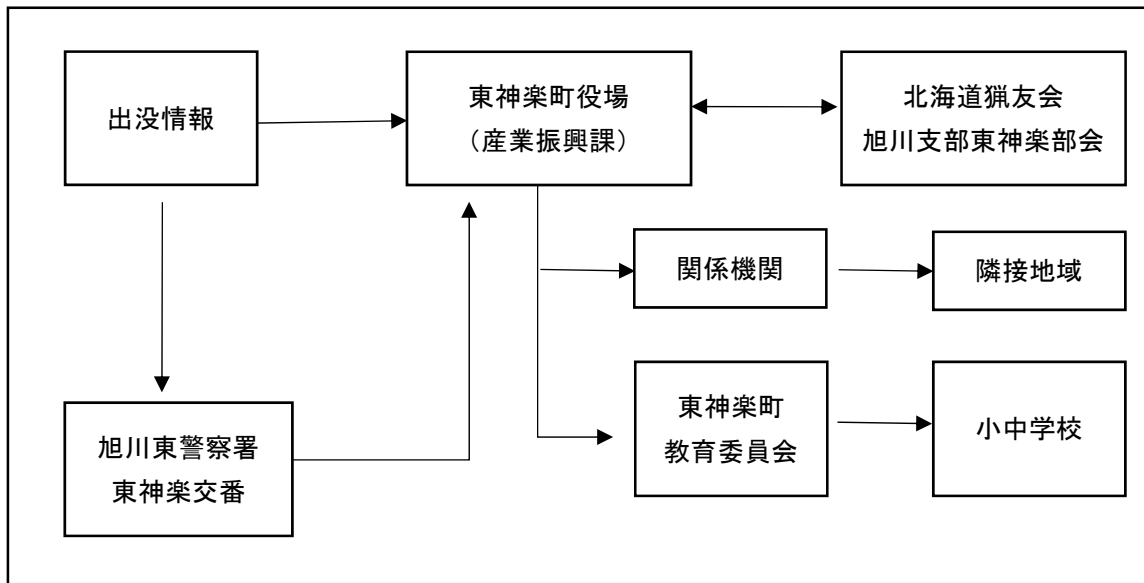 出没情報
東神楽町役場
（産業振興課）
北海道猟友会
旭川支部東神楽部会
関係機関
隣接地域
旭川東警察署
東神楽交番
東神楽町
教育委員会
小中学校